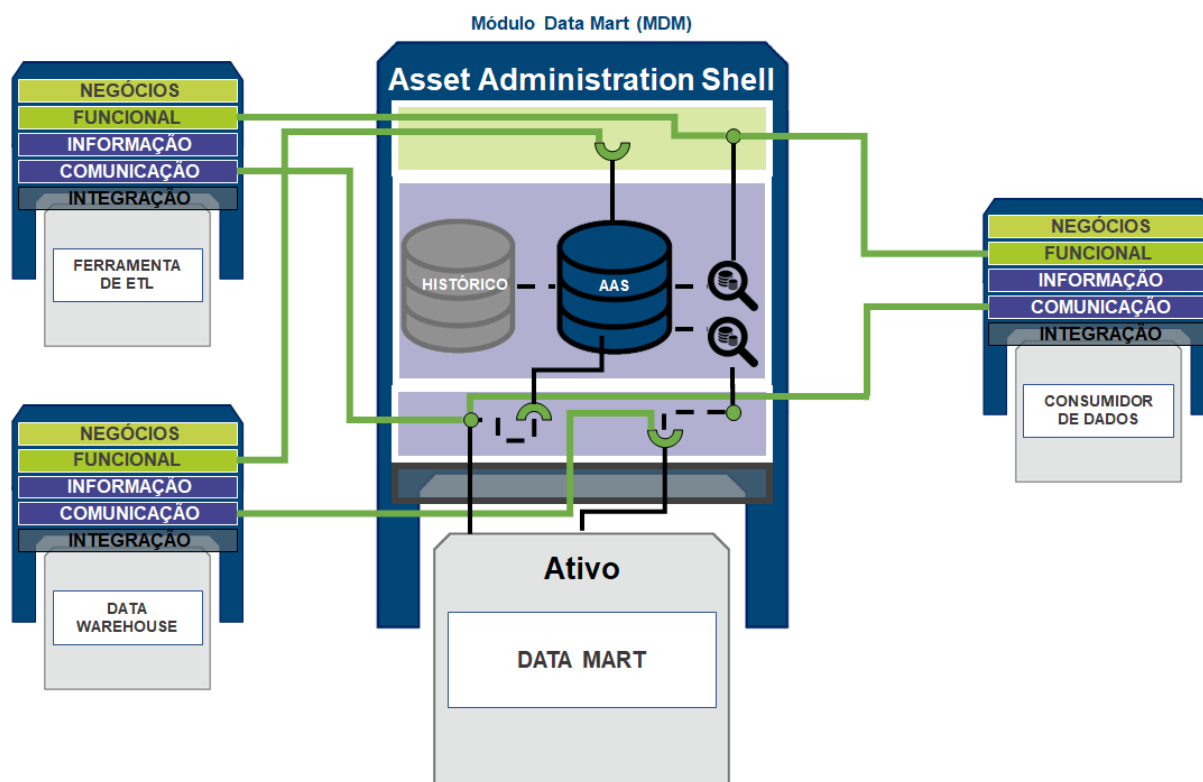 Módulo Data Mart (MDM)
Asset Administration Shell
NEGÓCIOS
FUNCIONAL
INFORMAÇÃO
COMUNICAÇÃO
INTEGRAÇÃO
FERRAMENTA
DE ETL
HISTÓRICO
AAS
NEGÓCIOS
FUNCIONAL
INFORMAÇÃO
COMUNICAÇÃO
INTEGRAÇÃO
CONSUMIDOR
DE DADOS
NEGÓCIOS
FUNCIONAL
INFORMAÇÃO
COMUNICAÇÃO
INTEGRAÇÃO
DATA
WAREHOUSE
Ativo
DATA MART